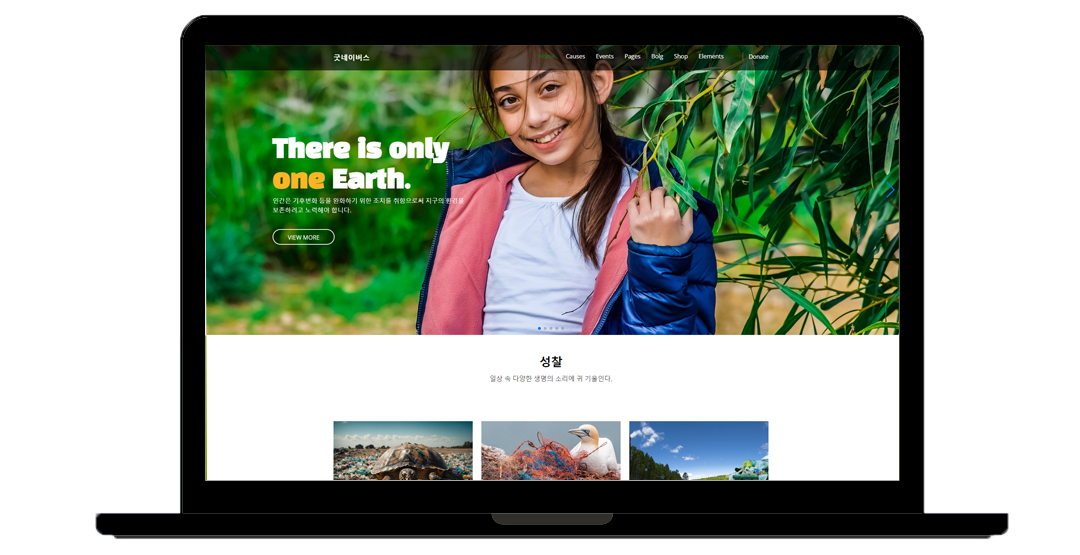 굿네이버스
Home Causes Events Pages Bolg Shop Elements Donate
There is only
one Earth.
인간은 기후변화 등을 완화하기 위한 조치를 취함으로써 지구의 환경을
보존하려고 노력해야 합니다.
VIEW MORE
성찰
일상 속 다양한 생명의 소리에 귀 기울인다.